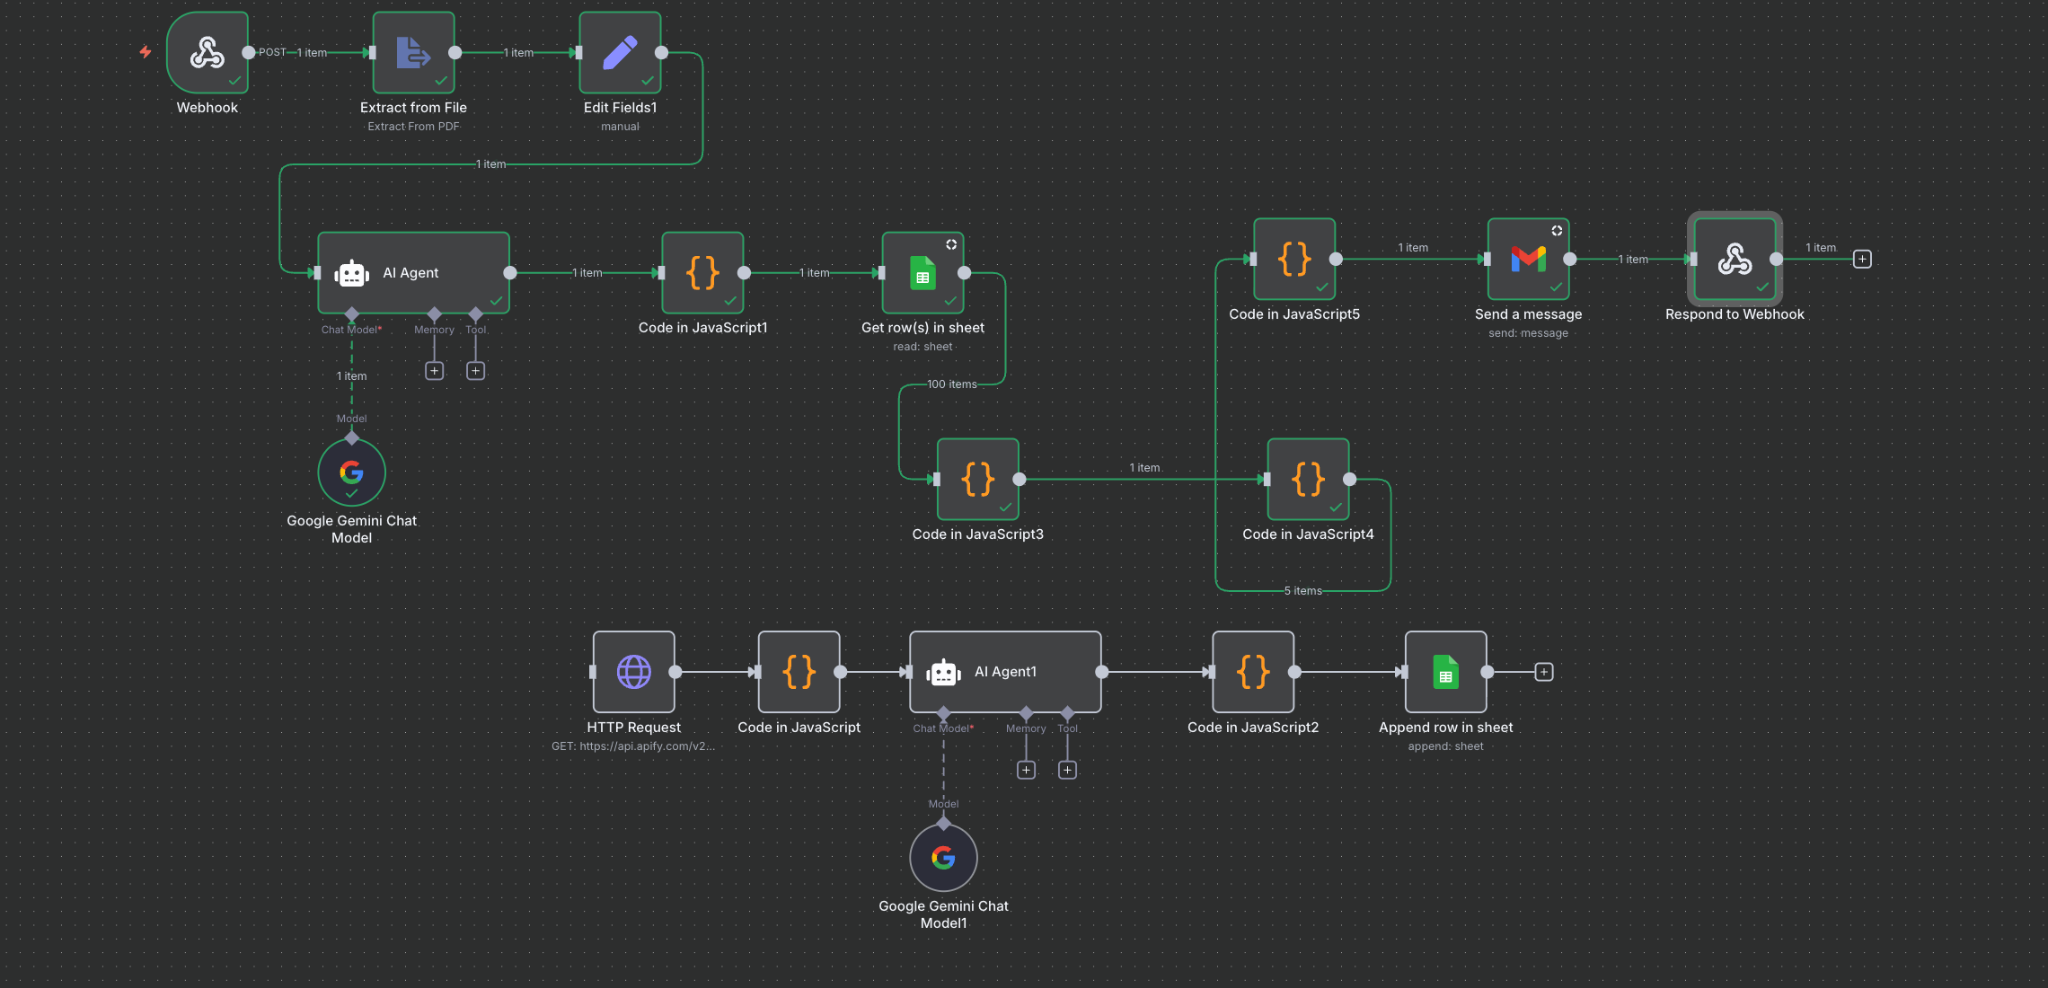 POST
1 item
1 item
Webhook
Extract from File
Extract From PDF
Edit Fields1
manual
1 item
AI Agent
Chat Model*
Memory
Tool
1 item
Model
Google Gemini Chat
Model
1 item
Code in JavaScript1
1 item
Get row(s) in sheet
read: sheet
100 items
Code in JavaScript3
1 item
Code in JavaScript4
5 items
Code in JavaScript5
1 item
Send a message
send: message
1 item
Respond to Webhook
1 item
HTTP Request
GET: https://api.apify.com/v2...
Code in JavaScript
AI Agent1
Chat Model*
Memory
Tool
Model
Google Gemini Chat
Model1
Code in JavaScript2
Append row in sheet
append: sheet